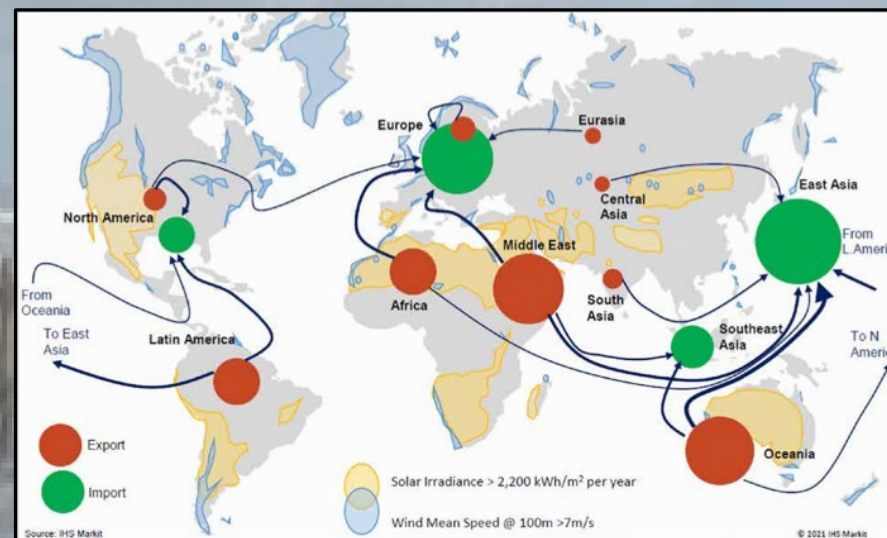 Europe
Eurasia
North America
Central
Asia
East Asia
From
L.Ameri
Middle East
From
Oceania
Africa
South
Asia
To East
Asia
Latin America
Southeast
Asia
To N
Ameri
Export
Import
Oceania
Solar Irradiance > 2,200 kWh/m² per year
Wind Mean Speed @ 100m >7m/s
Source: IHS Markit
© 2021 IHS Markit